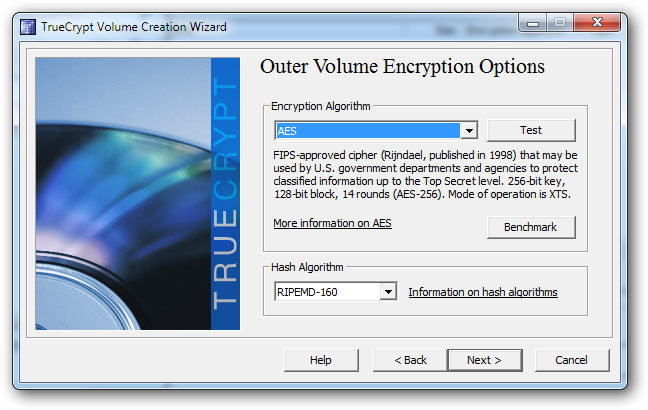 TrueCrypt Volume Creation Wizard
TRUECRYPT
Outer Volume Encryption Options
Encryption Algorithm
AES
Test
FIPS-approved cipher (Rijndael, published in 1998) that may be
used by U.S. government departments and agencies to protect
classified information up to the Top Secret level. 256-bit key,
128-bit block, 14 rounds (AES-256). Mode of operation is XTS.
More information on AES
Benchmark
Hash Algorithm
RIPEMD-160
Information on hash algorithms
Help
< Back
Next >
Cancel